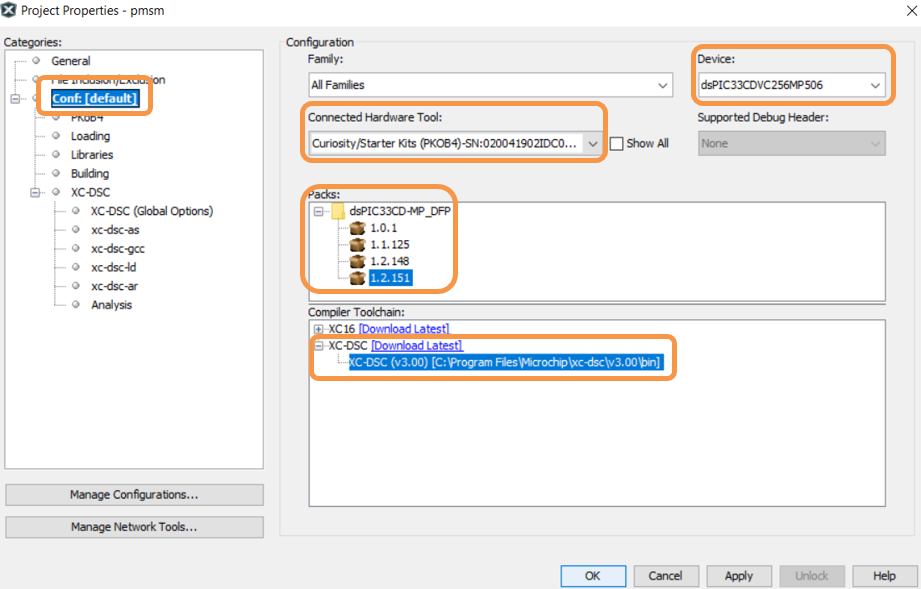 Project Properties - pmsm
Categories:
General
File Inclusion/Exclusion
Conf: [default]
PKoB4
Loading
Libraries
Building
XC-DSC
XC-DSC (Global Options)
xc-dsc-as
xc-dsc-gcc
xc-dsc-ld
xc-dsc-ar
Analysis
Manage Configurations...
Manage Network Tools...
Configuration
Family:
All Families
Device:
dsPIC33CDVC256MP506
Connected Hardware Tool:
Curiosity/Starter Kits (PKOB4)-SN:020041902IDC0...
Show All
Supported Debug Header:
None
Packs:
dsPIC33CD-MP_DFP
1.0.1
1.1.125
1.2.148
1.2.151
Compiler Toolchain:
XC16 [Download Latest]
XC-DSC [Download Latest]
XC-DSC (v3.00) [C:\Program Files\Microchip\xc-dsc\v3.00\bin]
OK
Cancel
Apply
Unlock
Help